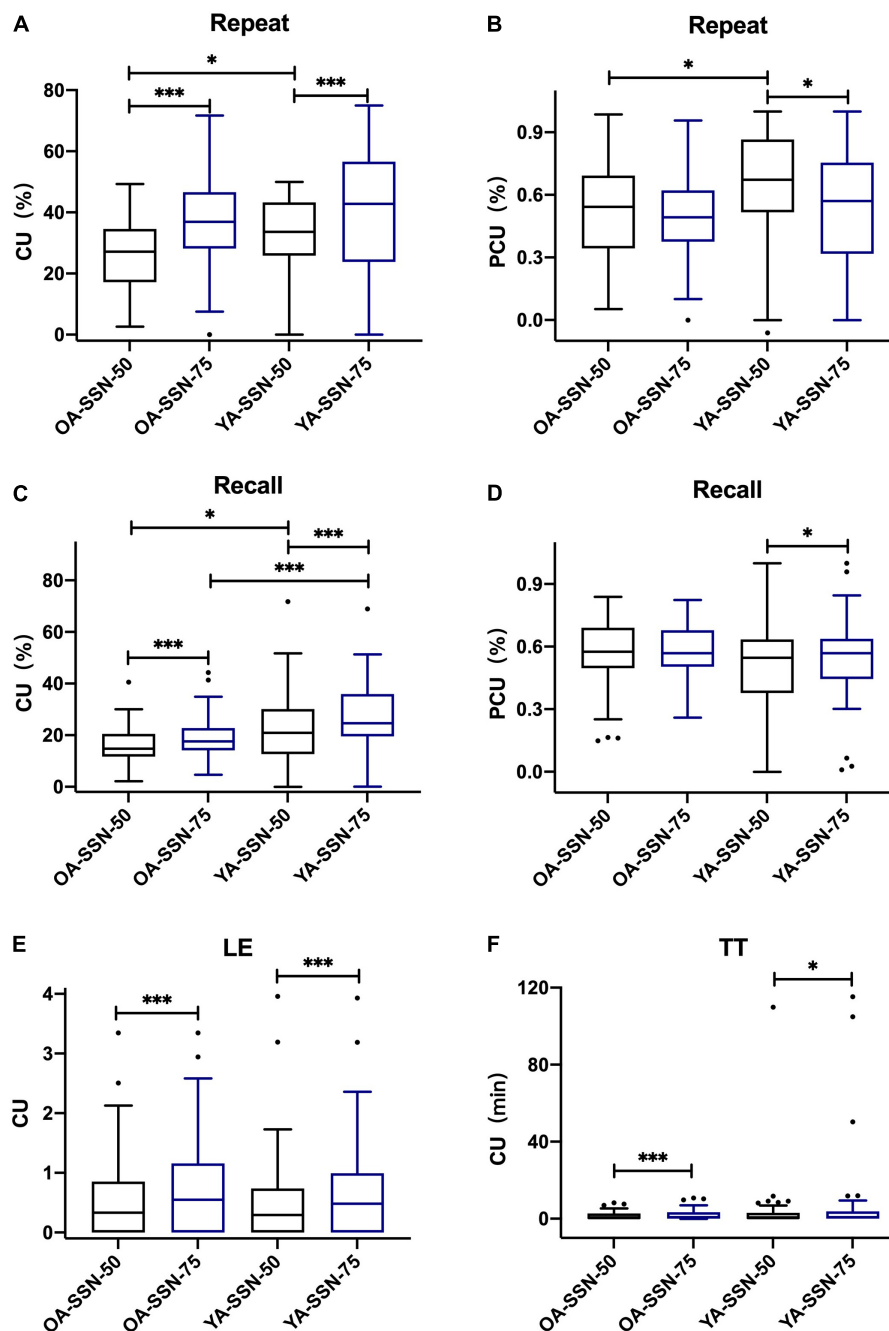 A
Repeat
*
***
***
80
60
40
20
0
CU (%)
OA-SSN-50
OA-SSN-75
YA-SSN-50
YA-SSN-75
B
Repeat
*
*
0.9
0.6
0.3
0.0
PCU (%)
OA-SSN-50
OA-SSN-75
YA-SSN-50
YA-SSN-75
C
Recall
*
***
***
***
80
60
40
20
0
CU (%)
OA-SSN-50
OA-SSN-75
YA-SSN-50
YA-SSN-75
D
Recall
*
0.9
0.6
0.3
0.0
PCU (%)
OA-SSN-50
OA-SSN-75
YA-SSN-50
YA-SSN-75
E
LE
***
***
4
3
2
1
0
CU
OA-SSN-50
OA-SSN-75
YA-SSN-50
YA-SSN-75
F
TT
*
***
120
80
40
0
CU (min)
OA-SSN-50
OA-SSN-75
YA-SSN-50
YA-SSN-75